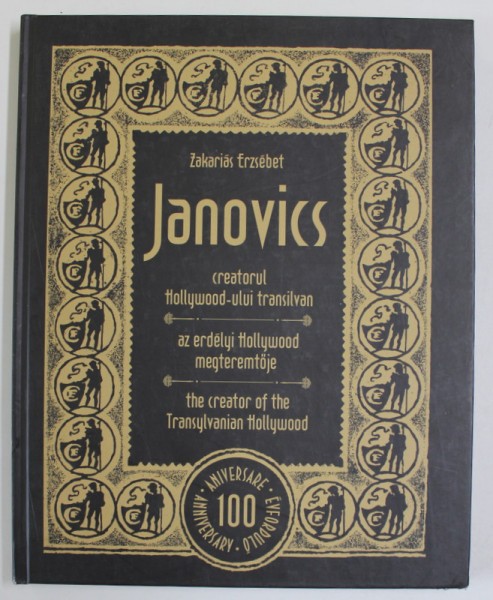 Zakariás Erzsébet
Janovics
creatorul
Hollywood-ului transilvan
az erdélyi Hollywood
megteremtője
the creator of the
Transylvanian Hollywood
ANIVERSARE · ÉVFORDULÓ · ANNIVERSARY ·
100